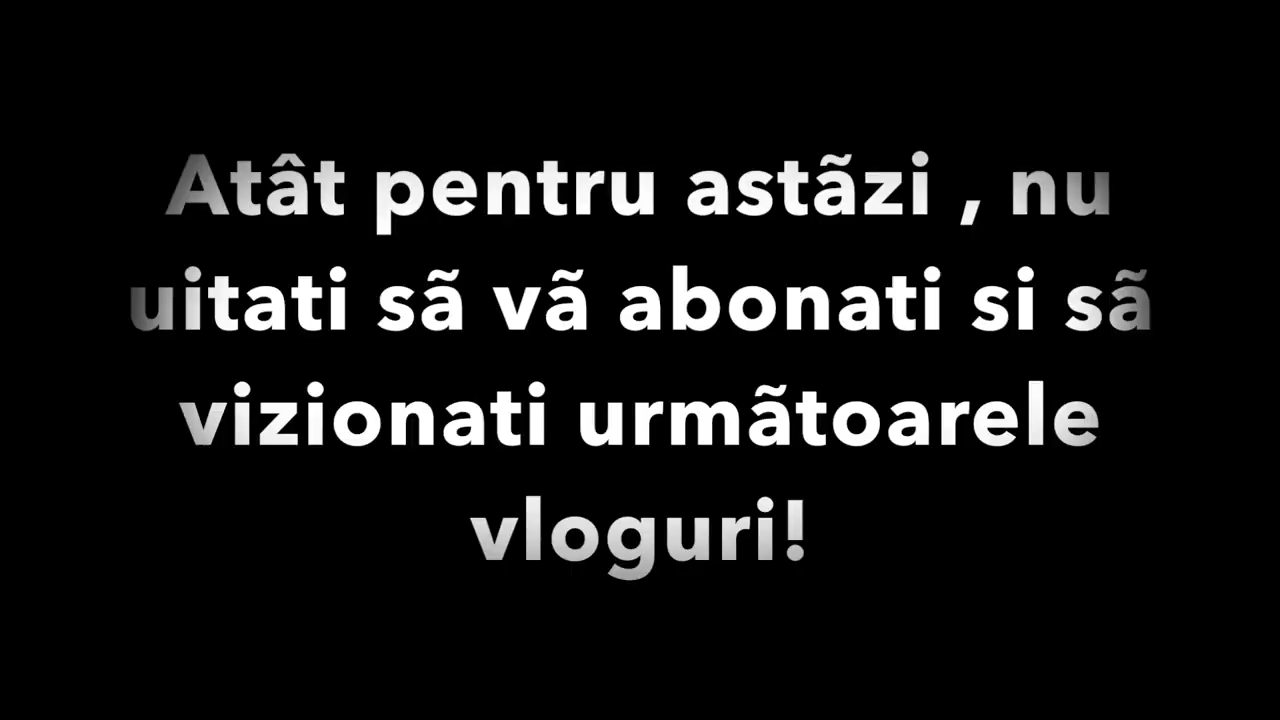 Atât pentru astãzi , nu
uitati sã vã abonati si sã
vizionati urmãtoarele
vloguri!